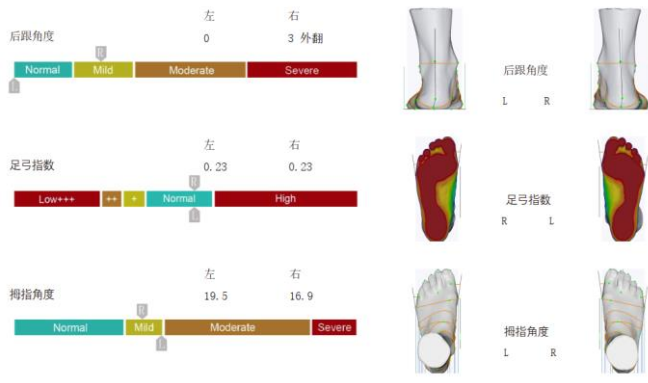 左 右
后跟角度 0 3 外翻
R
Normal Mild Moderate Severe
L
后跟角度
L R
左 右
足弓指数 0.23 0.23
R
Low+++ ++ + Normal High
L
足弓指数
R L
左 右
拇指角度 19.5 16.9
R
Normal Mild Moderate Severe
L
拇指角度
L R